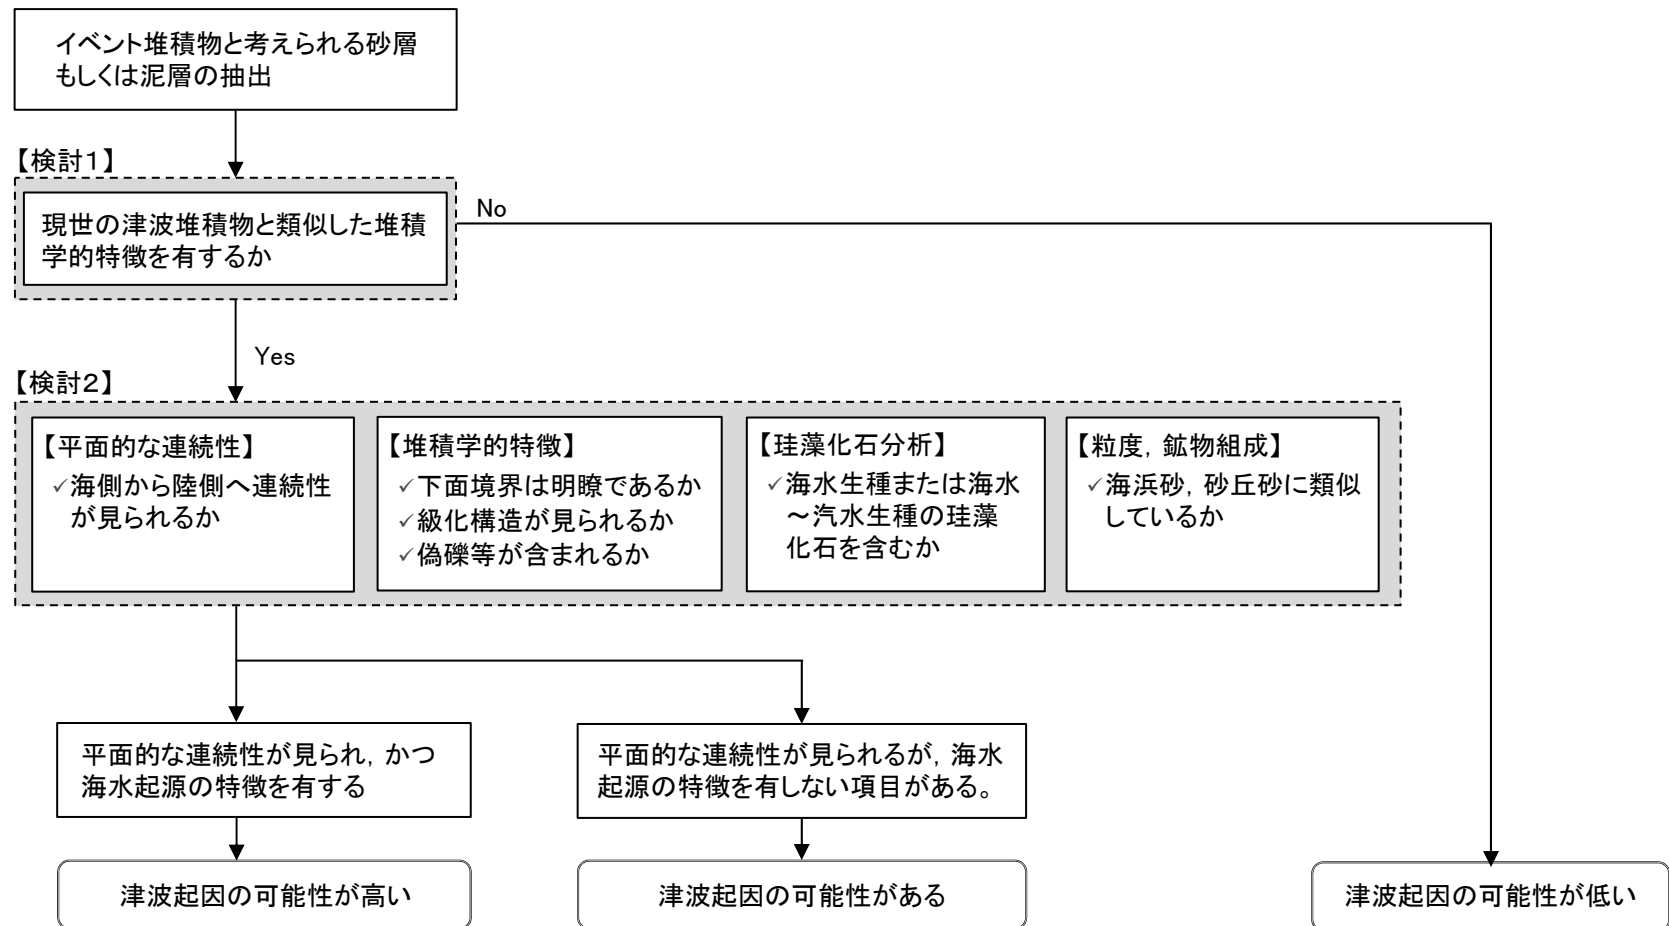 イベント堆積物と考えられる砂層
もしくは泥層の抽出
【検討1】
現世の津波堆積物と類似した堆積
学的特徴を有するか
No
Yes
【検討2】
【平面的な連続性】
✓海側から陸側へ連続性
が見られるか
【堆積学的特徴】
✓下面境界は明瞭であるか
✓級化構造が見られるか
✓偽礫等が含まれるか
【珪藻化石分析】
✓海水生種または海水
～汽水生種の珪藻
化石を含むか
【粒度，鉱物組成】
✓海浜砂，砂丘砂に類似
しているか
平面的な連続性が見られ，かつ
海水起源の特徴を有する
平面的な連続性が見られるが，海水
起源の特徴を有しない項目がある。
津波起因の可能性が高い
津波起因の可能性がある
津波起因の可能性が低い